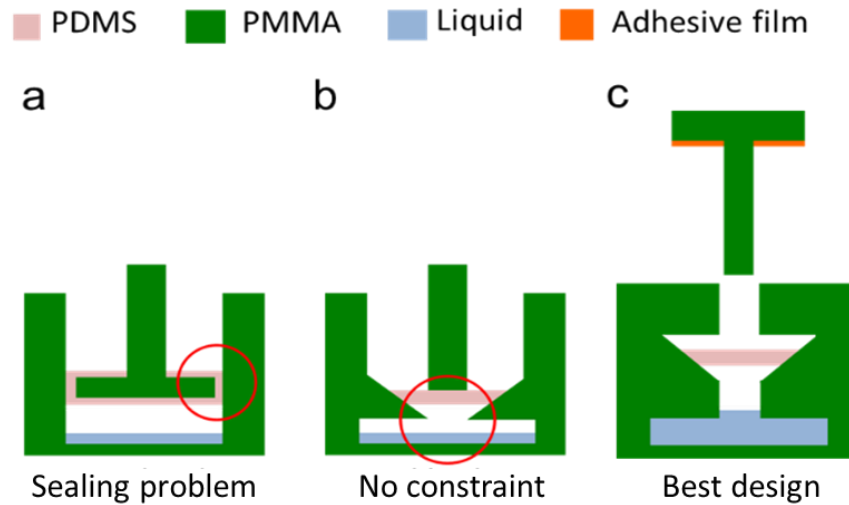 PDMS PMMA Liquid Adhesive film
a b c
Sealing problem No constraint Best design